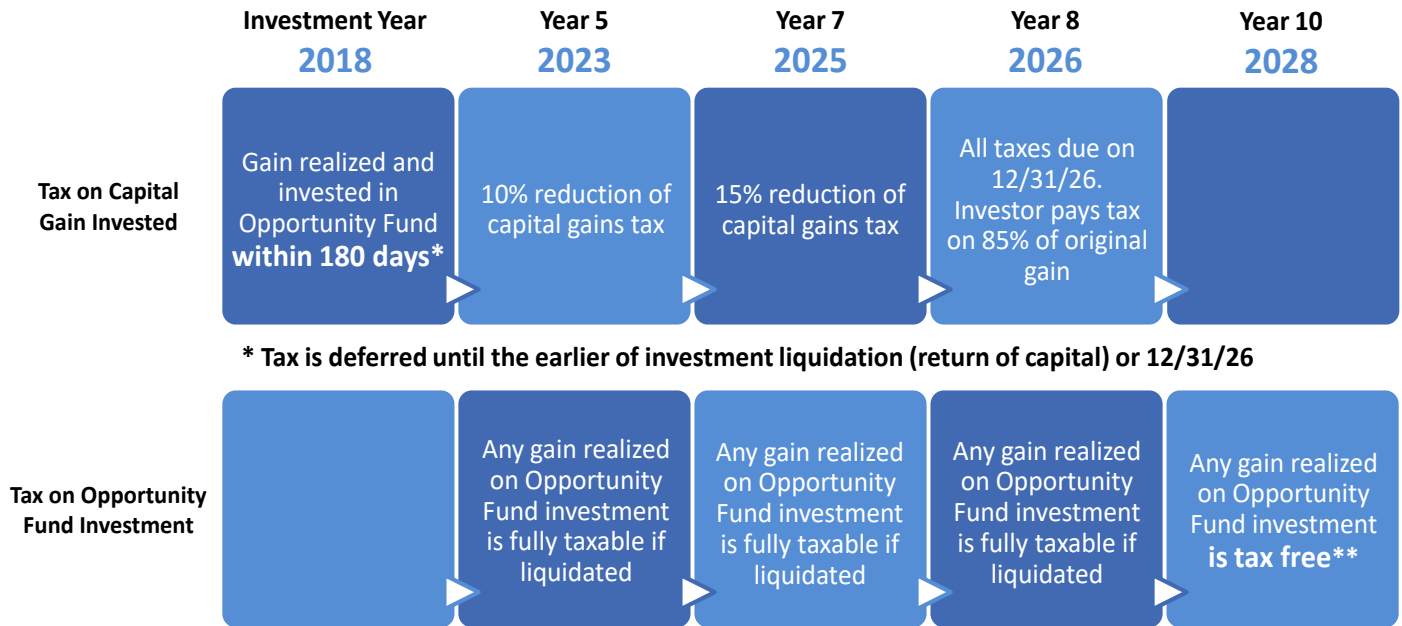 Investment Year
2018
Year 5
2023
Year 7
2025
Year 8
2026
Year 10
2028
Tax on Capital
Gain Invested
Gain realized and
invested in
Opportunity Fund
within 180 days*
10% reduction of
capital gains tax
15% reduction of
capital gains tax
All taxes due on
12/31/26.
Investor pays tax
on 85% of original
gain
* Tax is deferred until the earlier of investment liquidation (return of capital) or 12/31/26
Tax on Opportunity
Fund Investment
Any gain realized
on Opportunity
Fund investment
is fully taxable if
liquidated
Any gain realized
on Opportunity
Fund investment
is fully taxable if
liquidated
Any gain realized
on Opportunity
Fund investment
is fully taxable if
liquidated
Any gain realized
on Opportunity
Fund investment
is tax free**